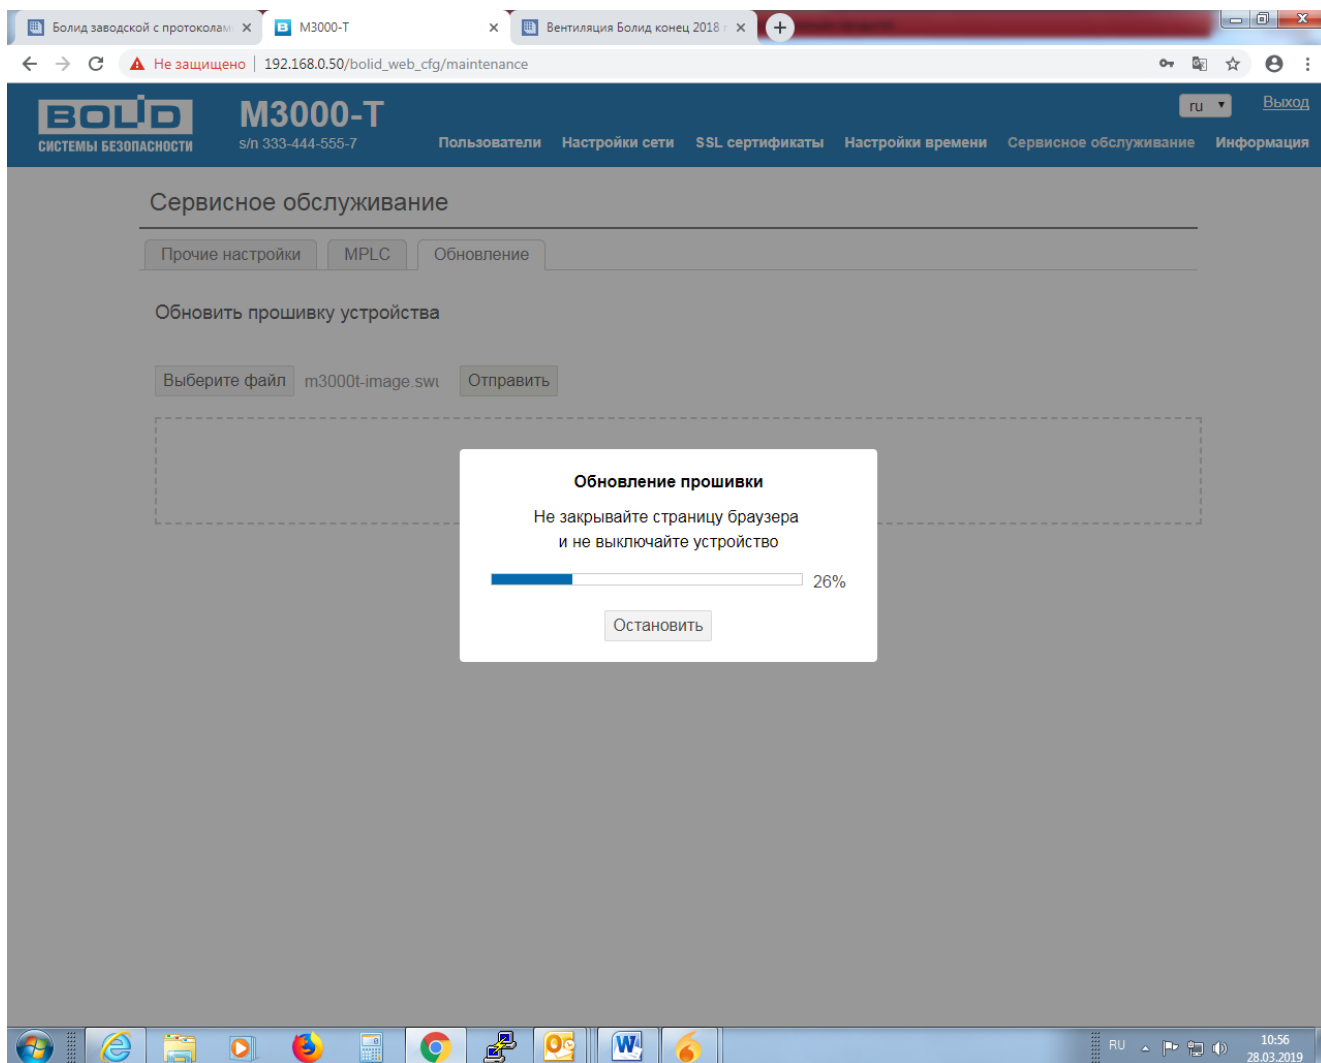 Болид заводской с протокола
M3000-T
Вентиляция Болид конец 2018 г
Не защищено | 192.168.0.50/bolid_web_cfg/maintenance
BOLID
СИСТЕМЫ БЕЗОПАСНОСТИ
M3000-T
s/n 333-444-555-7
ru
Выход
Пользователи Настройки сети SSL сертификаты Настройки времени Сервисное обслуживание Информация
Сервисное обслуживание
Прочие настройки MPLC Обновление
Обновить прошивку устройства
Выберите файл m3000t-image.swu Отправить
Обновление прошивки
Не закрывайте страницу браузера
и не выключайте устройство
26%
Остановить
RU
10:56
28.03.2019